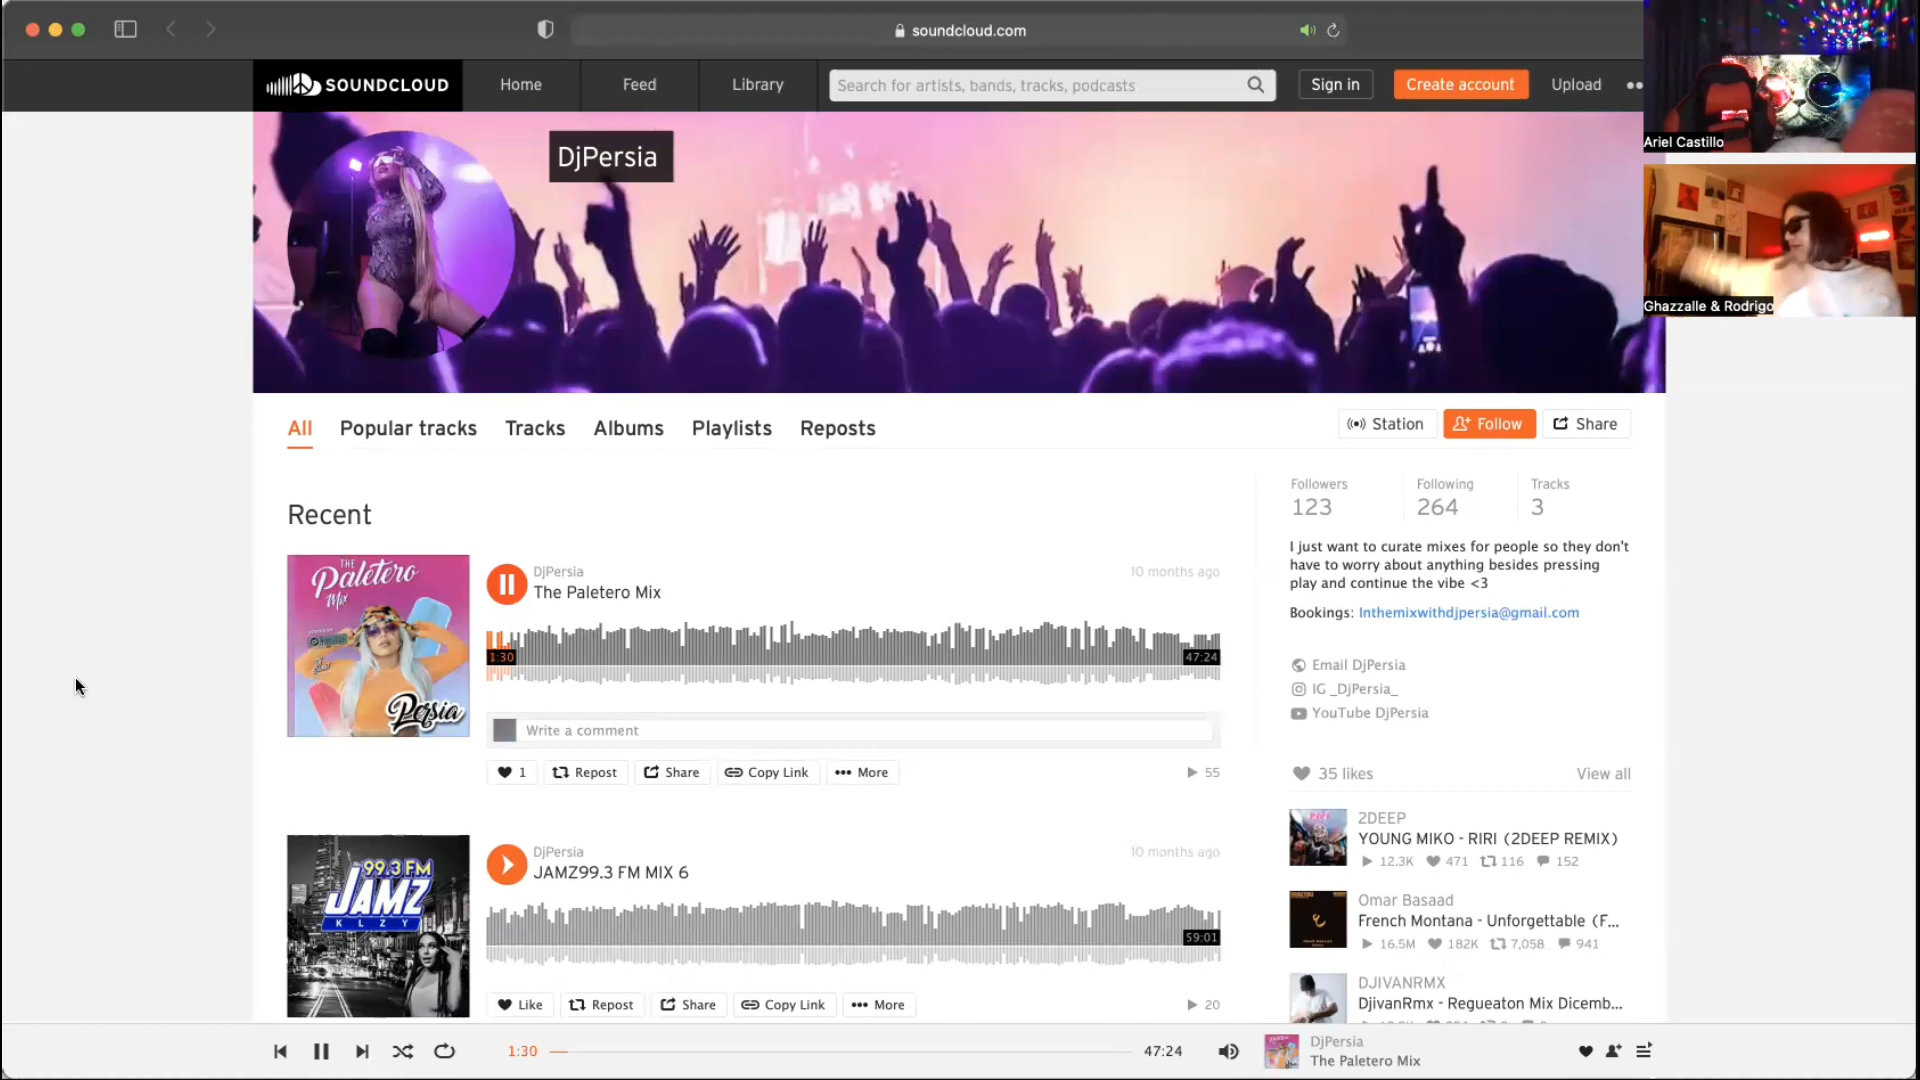 soundcloud.com
SOUNDCLOUD
Home
Feed
Library
Search for artists, bands, tracks, podcasts
Sign in
Create account
Upload
Ariel Castillo
Ghazzalle & Rodrigo
DjPersia
All
Popular tracks
Tracks
Albums
Playlists
Reposts
Station
Follow
Share
Recent
THE
Paletero
Mix
Persia
DjPersia
The Paletero Mix
10 months ago
1:30
47:24
Write a comment
1
Repost
Share
Copy Link
More
55
99.3 FM
JAMZ
KLZY
DjPersia
JAMZ99.3 FM MIX 6
10 months ago
59:01
Like
Repost
Share
Copy Link
More
20
Followers
123
Following
264
Tracks
3
I just want to curate mixes for people so they don't
have to worry about anything besides pressing
play and continue the vibe <3
Bookings: Inthemixwithdjpersia@gmail.com
Email DjPersia
IG _DjPersia_
YouTube DjPersia
35 likes
View all
2DEEP
YOUNG MIKO - RIRI (2DEEP REMIX)
12.3K 471 116 152
Omar Basaad
French Montana - Unforgettable (F...
16.5M 182K 7,058 941
DJIVANRMX
DjivanRmx - Regueaton Mix Dicemb...
1:30
47:24
DjPersia
The Paletero Mix